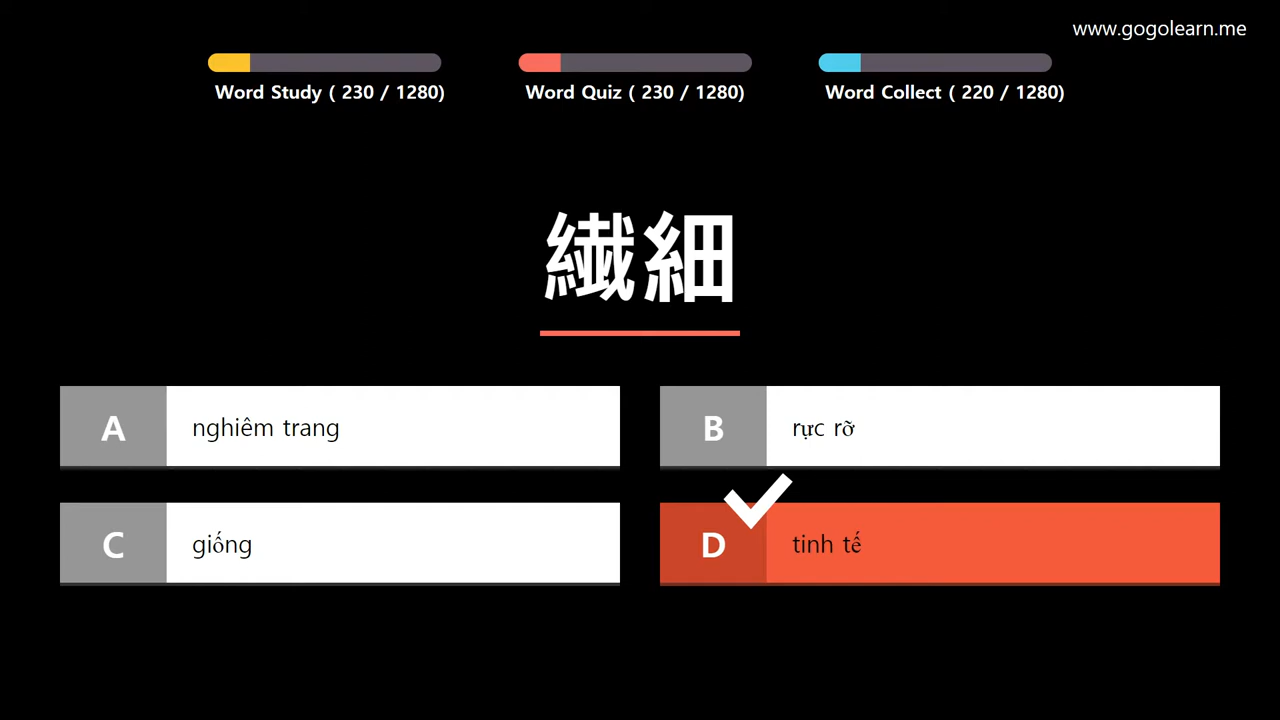 www.gogolearn.me
Word Study ( 230 / 1280)
Word Quiz ( 230 / 1280)
Word Collect ( 220 / 1280)
繊細
A nghiêm trang
B rực rỡ
C giống
D tinh tế